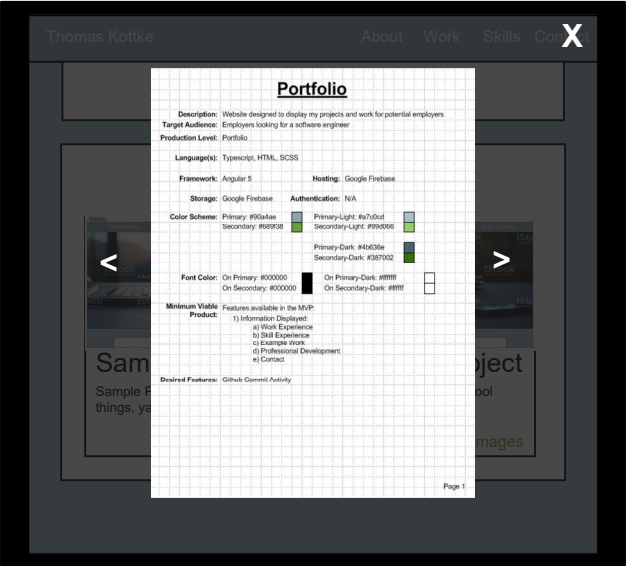 Thomas Kottke About Work Skills
X
Portfolio
Description: Website designed to display my projects and work for potential employers
Target Audience: Employers looking for a software engineer
Production Level: Portfolio
Language(s): Typescript, HTML, SCSS
Framework: Angular 5 Hosting: Google Firebase
Storage: Google Firebase Authentication: N/A
Color Scheme: Primary: #90a4ae Primary-Light: #a7c0cd
Secondary: #689f38 Secondary-Light: #99d066
Primary-Dark: #4b636e
Secondary-Dark: #387002
Font Color: On Primary: #000000 On Primary-Dark: #ffffff
On Secondary: #000000 On Secondary-Dark: #ffffff
< >
Minimum Viable Features available in the MVP:
Product:
1) Information Displayed:
a) Work Experience
b) Skill Experience
c) Example Work
d) Professional Development
e) Contact
Desired Features: Github Commit Activity
things, ya
Page 1